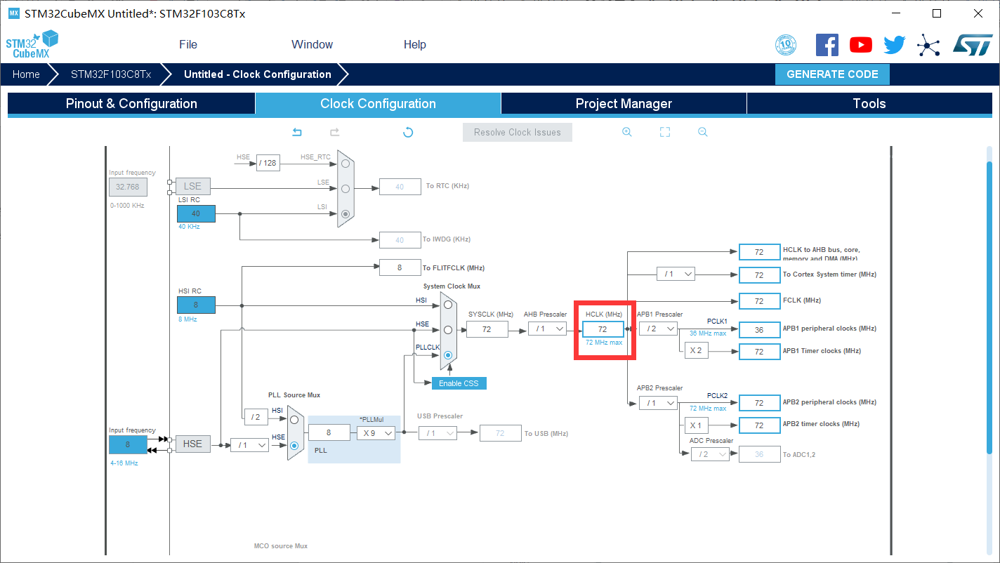 MX STM32CubeMX Untitled*: STM32F103C8Tx
STM32
CubeMX
File Window Help
10
Home STM32F103C8Tx Untitled - Clock Configuration GENERATE CODE
Pinout & Configuration Clock Configuration Project Manager Tools
Resolve Clock Issues
HSE / 128 HSE_RTC
Input frequency
32.768
0-1000 KHz
LSE
LSE
40 To RTC (KHz)
LSI RC
40
40 KHz
LSI
40 To IWDG (KHz)
8 To FLITFCLK (MHz)
HSI RC
8
8 MHz
System Clock Mux
HSI
HSE
PLLCLK
Enable CSS
SYSCLK (MHz)
72
AHB Prescaler
/ 1
HCLK (MHz)
72
72 MHz max
72 HCLK to AHB bus, core,
memory and DMA (MHz)
/ 1 72 To Cortex System timer (MHz)
72 FCLK (MHz)
APB1 Prescaler
/ 2
PCLK1
36 MHz max
36 APB1 peripheral clocks (MHz)
X 2 72 APB1 Timer clocks (MHz)
APB2 Prescaler
/ 1
PCLK2
72 MHz max
72 APB2 peripheral clocks (MHz)
X 1 72 APB2 timer clocks (MHz)
ADC Prescaler
/ 2 36 To ADC1,2
PLL Source Mux
/ 2 HSI
Input frequency
8
4-16 MHz
HSE
/ 1 HSE
8
*PLLMul
X 9
PLL
USB Prescaler
/ 1 72 To USB (MHz)
MCO source Mux